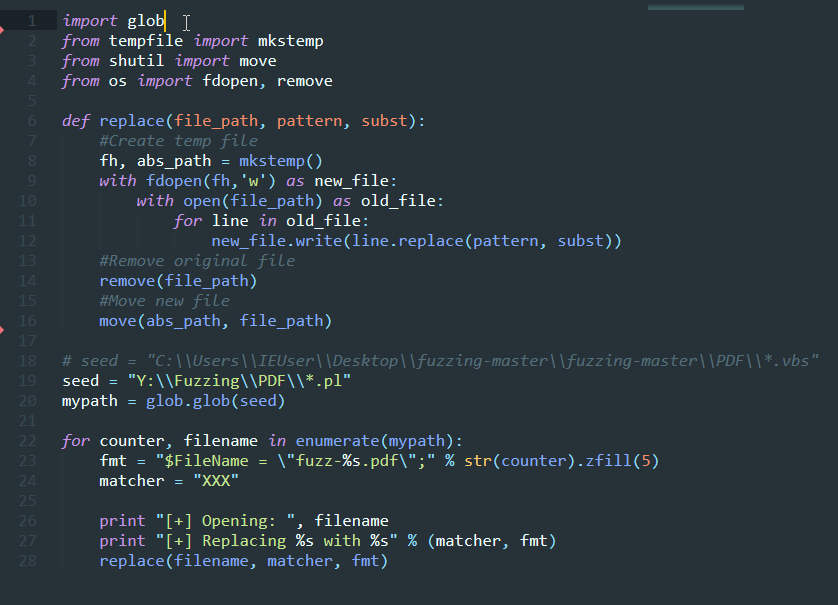 1 import glob
2 from tempfile import mkstemp
3 from shutil import move
4 from os import fdopen, remove
5
6 def replace(file_path, pattern, subst):
7     #Create temp file
8     fh, abs_path = mkstemp()
9     with fdopen(fh,'w') as new_file:
10         with open(file_path) as old_file:
11             for line in old_file:
12                 new_file.write(line.replace(pattern, subst))
13     #Remove original file
14     remove(file_path)
15     #Move new file
16     move(abs_path, file_path)
17
18 # seed = "C:\\Users\\IEUser\\Desktop\\fuzzing-master\\fuzzing-master\\PDF\\*.vbs"
19 seed = "Y:\\Fuzzing\\PDF\\*.pl"
20 mypath = glob.glob(seed)
21
22 for counter, filename in enumerate(mypath):
23     fmt = "$FileName = \"fuzz-%s.pdf\";" % str(counter).zfill(5)
24     matcher = "XXX"
25
26     print "[+] Opening: ", filename
27     print "[+] Replacing %s with %s" % (matcher, fmt)
28     replace(filename, matcher, fmt)